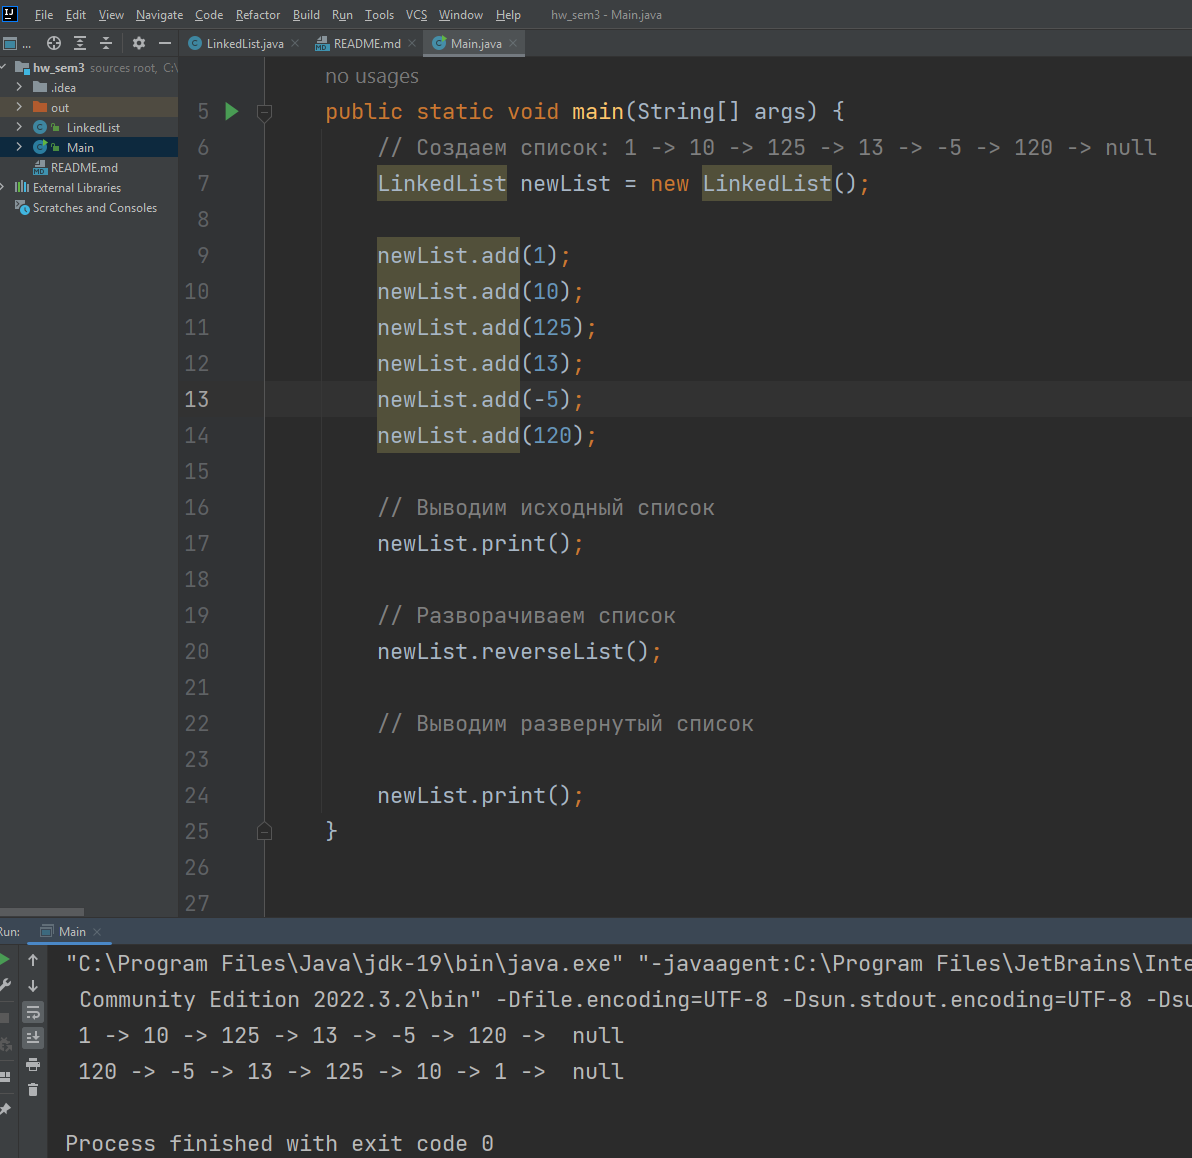 File Edit View Navigate Code Refactor Build Run Tools VCS Window Help hw_sem3 - Main.java
... LinkedList.java README.md Main.java
hw_sem3 sources root, C:\
.idea
out
LinkedList
Main
README.md
External Libraries
Scratches and Consoles
no usages
5 public static void main(String[] args) {
6 // Создаем список: 1 -> 10 -> 125 -> 13 -> -5 -> 120 -> null
7 LinkedList newList = new LinkedList();
8
9 newList.add(1);
10 newList.add(10);
11 newList.add(125);
12 newList.add(13);
13 newList.add(-5);
14 newList.add(120);
15
16 // Выводим исходный список
17 newList.print();
18
19 // Разворачиваем список
20 newList.reverseList();
21
22 // Выводим развернутый список
23
24 newList.print();
25 }
26
27
Run: Main
"C:\Program Files\Java\jdk-19\bin\java.exe" "-javaagent:C:\Program Files\JetBrains\Inte
Community Edition 2022.3.2\bin" -Dfile.encoding=UTF-8 -Dsun.stdout.encoding=UTF-8 -Dsu
1 -> 10 -> 125 -> 13 -> -5 -> 120 -> null
120 -> -5 -> 13 -> 125 -> 10 -> 1 -> null
Process finished with exit code 0